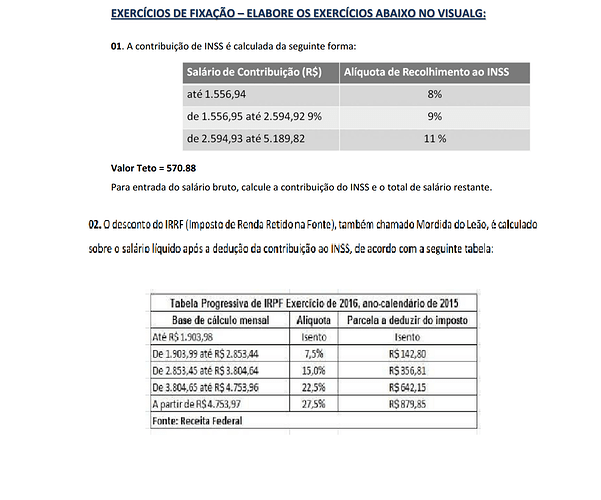 EXERCÍCIOS DE FIXAÇÃO – ELABORE OS EXERCÍCIOS ABAIXO NO VISUALG:
01. A contribuição de INSS é calculada da seguinte forma:
Salário de Contribuição (R$) Alíquota de Recolhimento ao INSS
até 1.556,94 8%
de 1.556,95 até 2.594,92 9% 9%
de 2.594,93 até 5.189,82 11 %
Valor Teto = 570.88
Para entrada do salário bruto, calcule a contribuição do INSS e o total de salário restante.
02. O desconto do IRRF (Imposto de Renda Retido na Fonte), também chamado Mordida do Leão, é calculado
sobre o salário líquido após a dedução da contribuição ao INSS, de acordo com a seguinte tabela:
Tabela Progressiva de IRPF Exercício de 2016, ano-calendário de 2015
Base de cálculo mensal Alíquota Parcela a deduzir do imposto
Até R$ 1.903,98 Isento Isento
De 1.903,99 até R$ 2.853,44 7,5% R$ 142,80
De 2.853,45 até R$ 3.804,64 15,0% R$ 356,81
De 3.804,65 até R$ 4.753,96 22,5% R$ 642,15
A partir de R$ 4.753,97 27,5% R$ 879,85
Fonte: Receita Federal